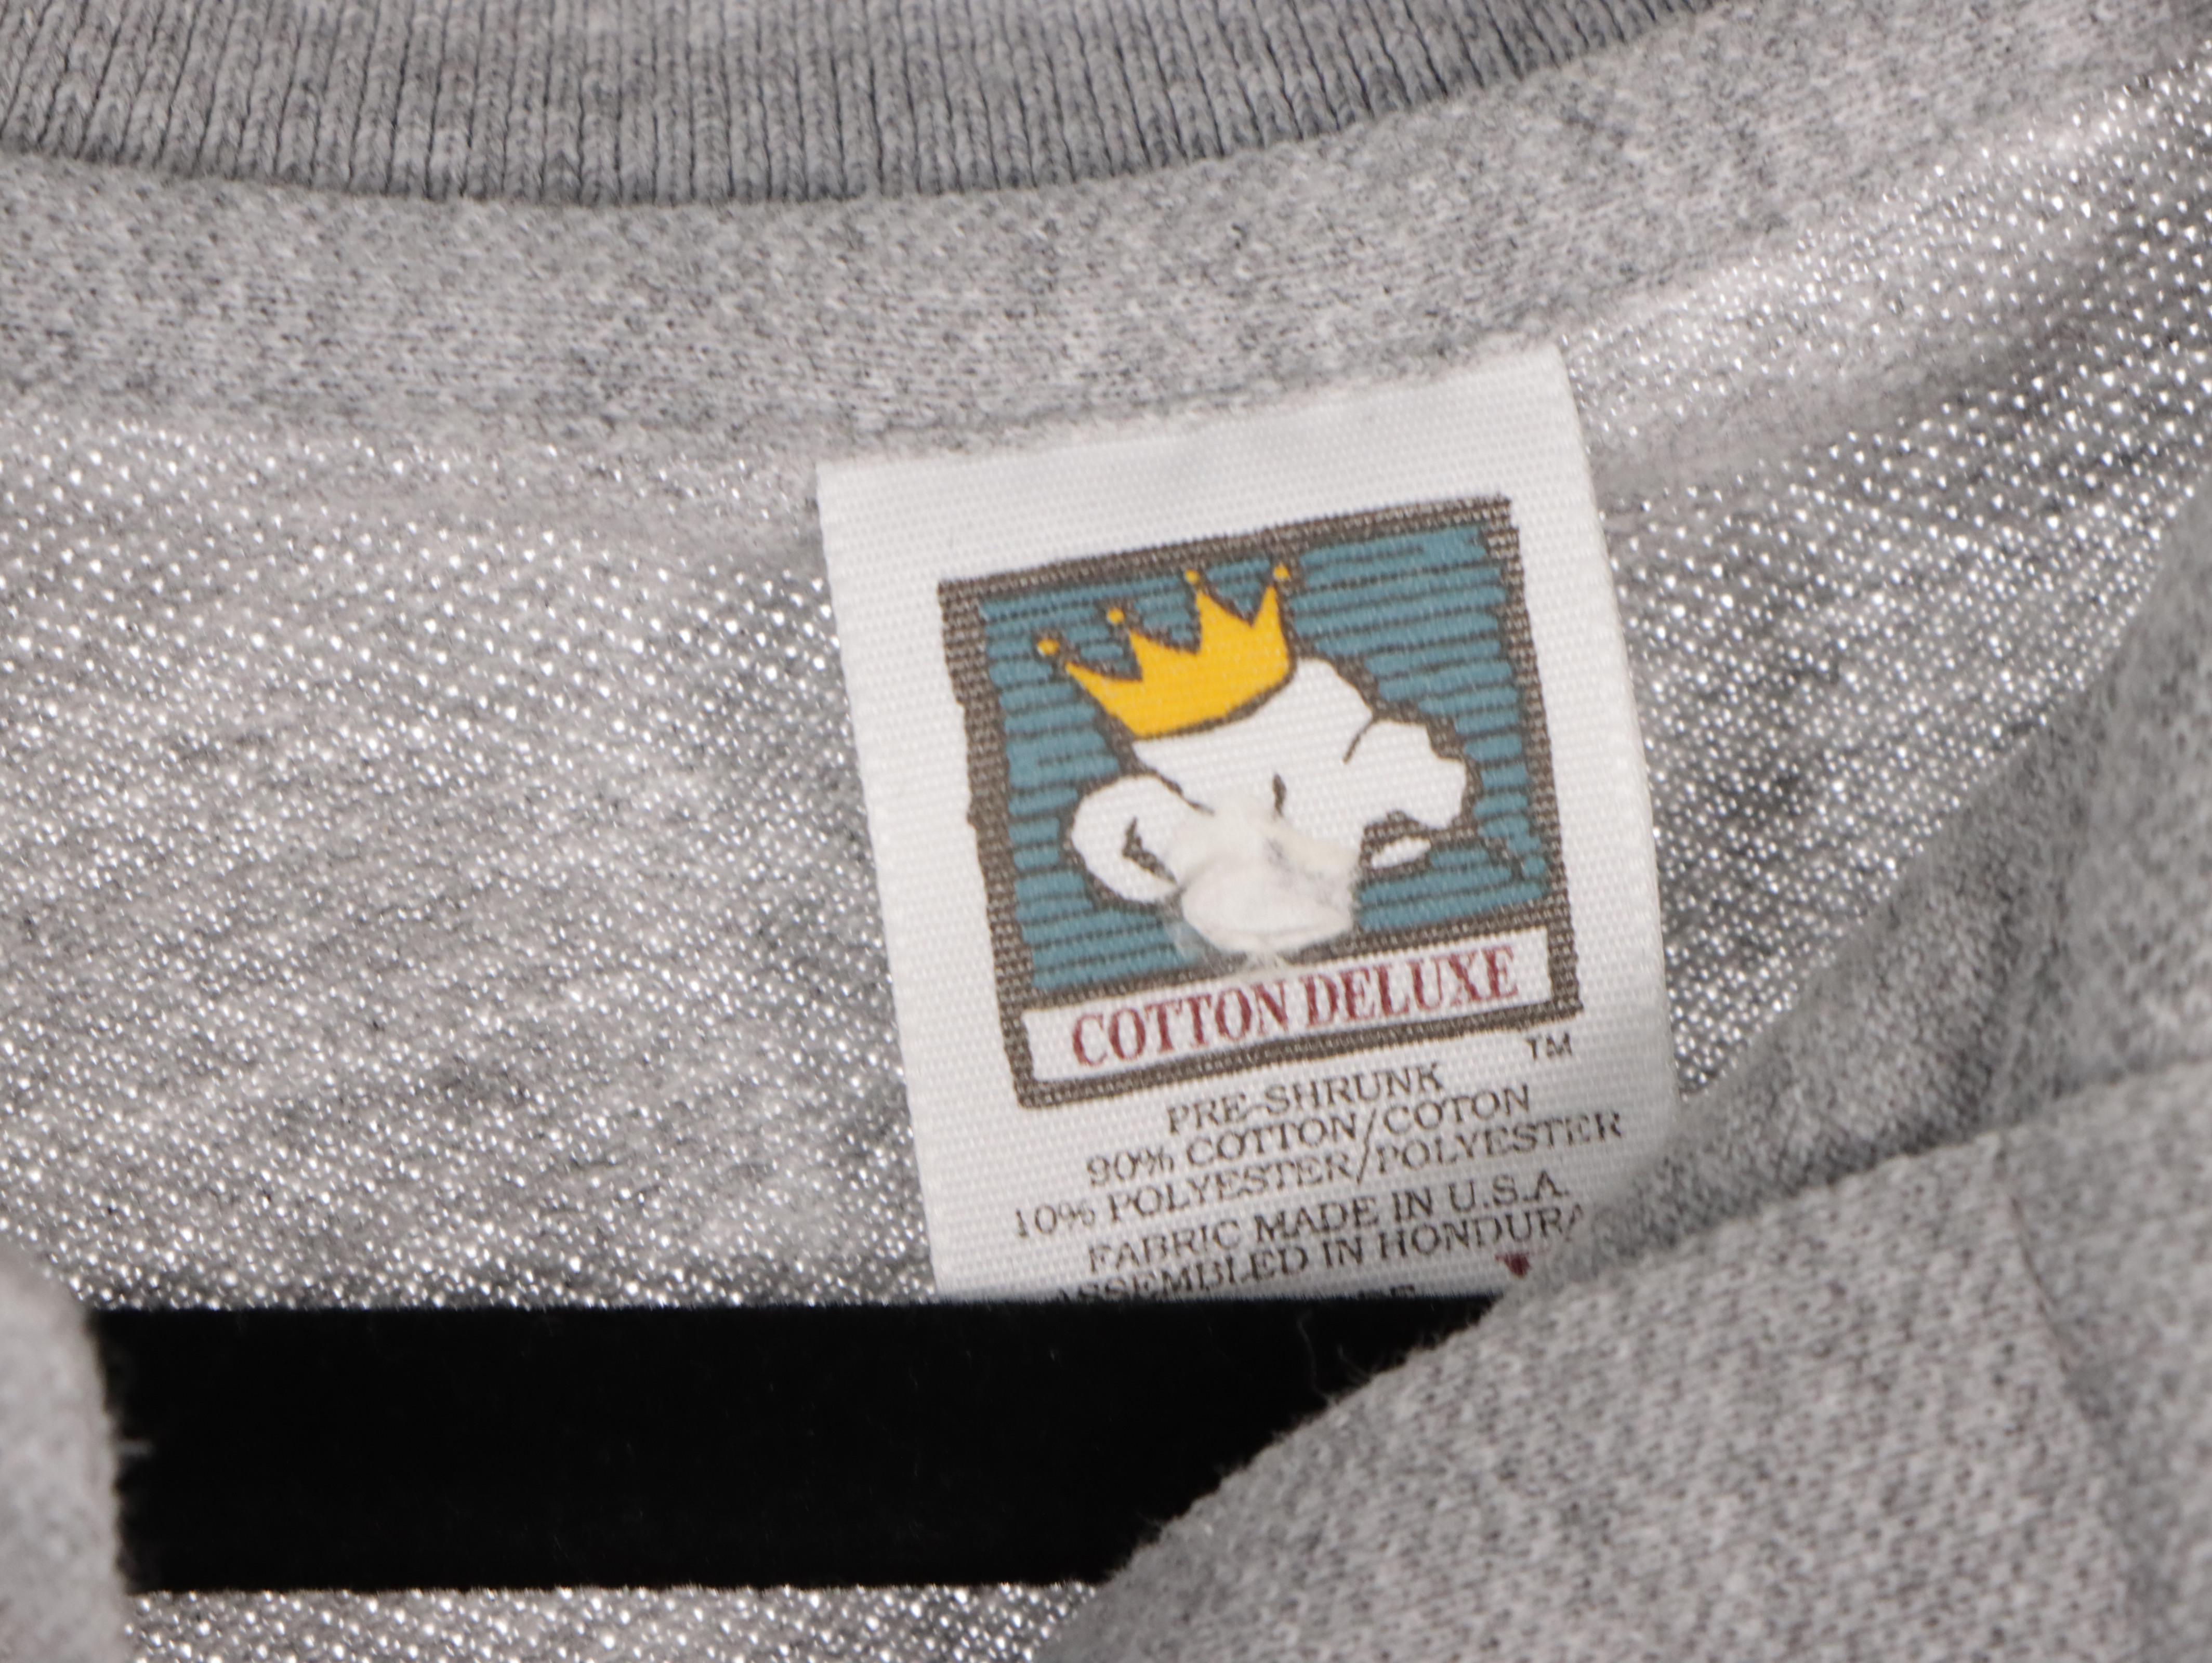 COTTON DELUXE
TM
PRE-SHRUNK
90% COTTON/COTON
10% POLYESTER/POLYESTER
FABRIC MADE IN U.S.A.
ASSEMBLED IN HONDURA